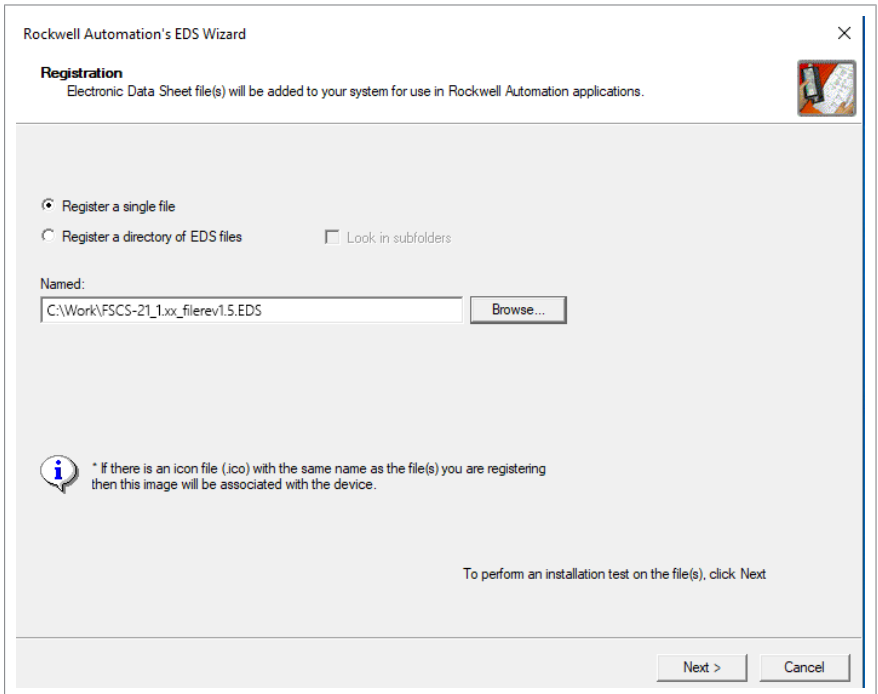 Rockwell Automation's EDS Wizard
Registration
Electronic Data Sheet file(s) will be added to your system for use in Rockwell Automation applications.
Register a single file
Register a directory of EDS files
Look in subfolders
Named:
C:\Work\FSCS-21_1.xx_filerev1.5.EDS
Browse...
* If there is an icon file (.ico) with the same name as the file(s) you are registering
then this image will be associated with the device.
To perform an installation test on the file(s), click Next
Next >
Cancel